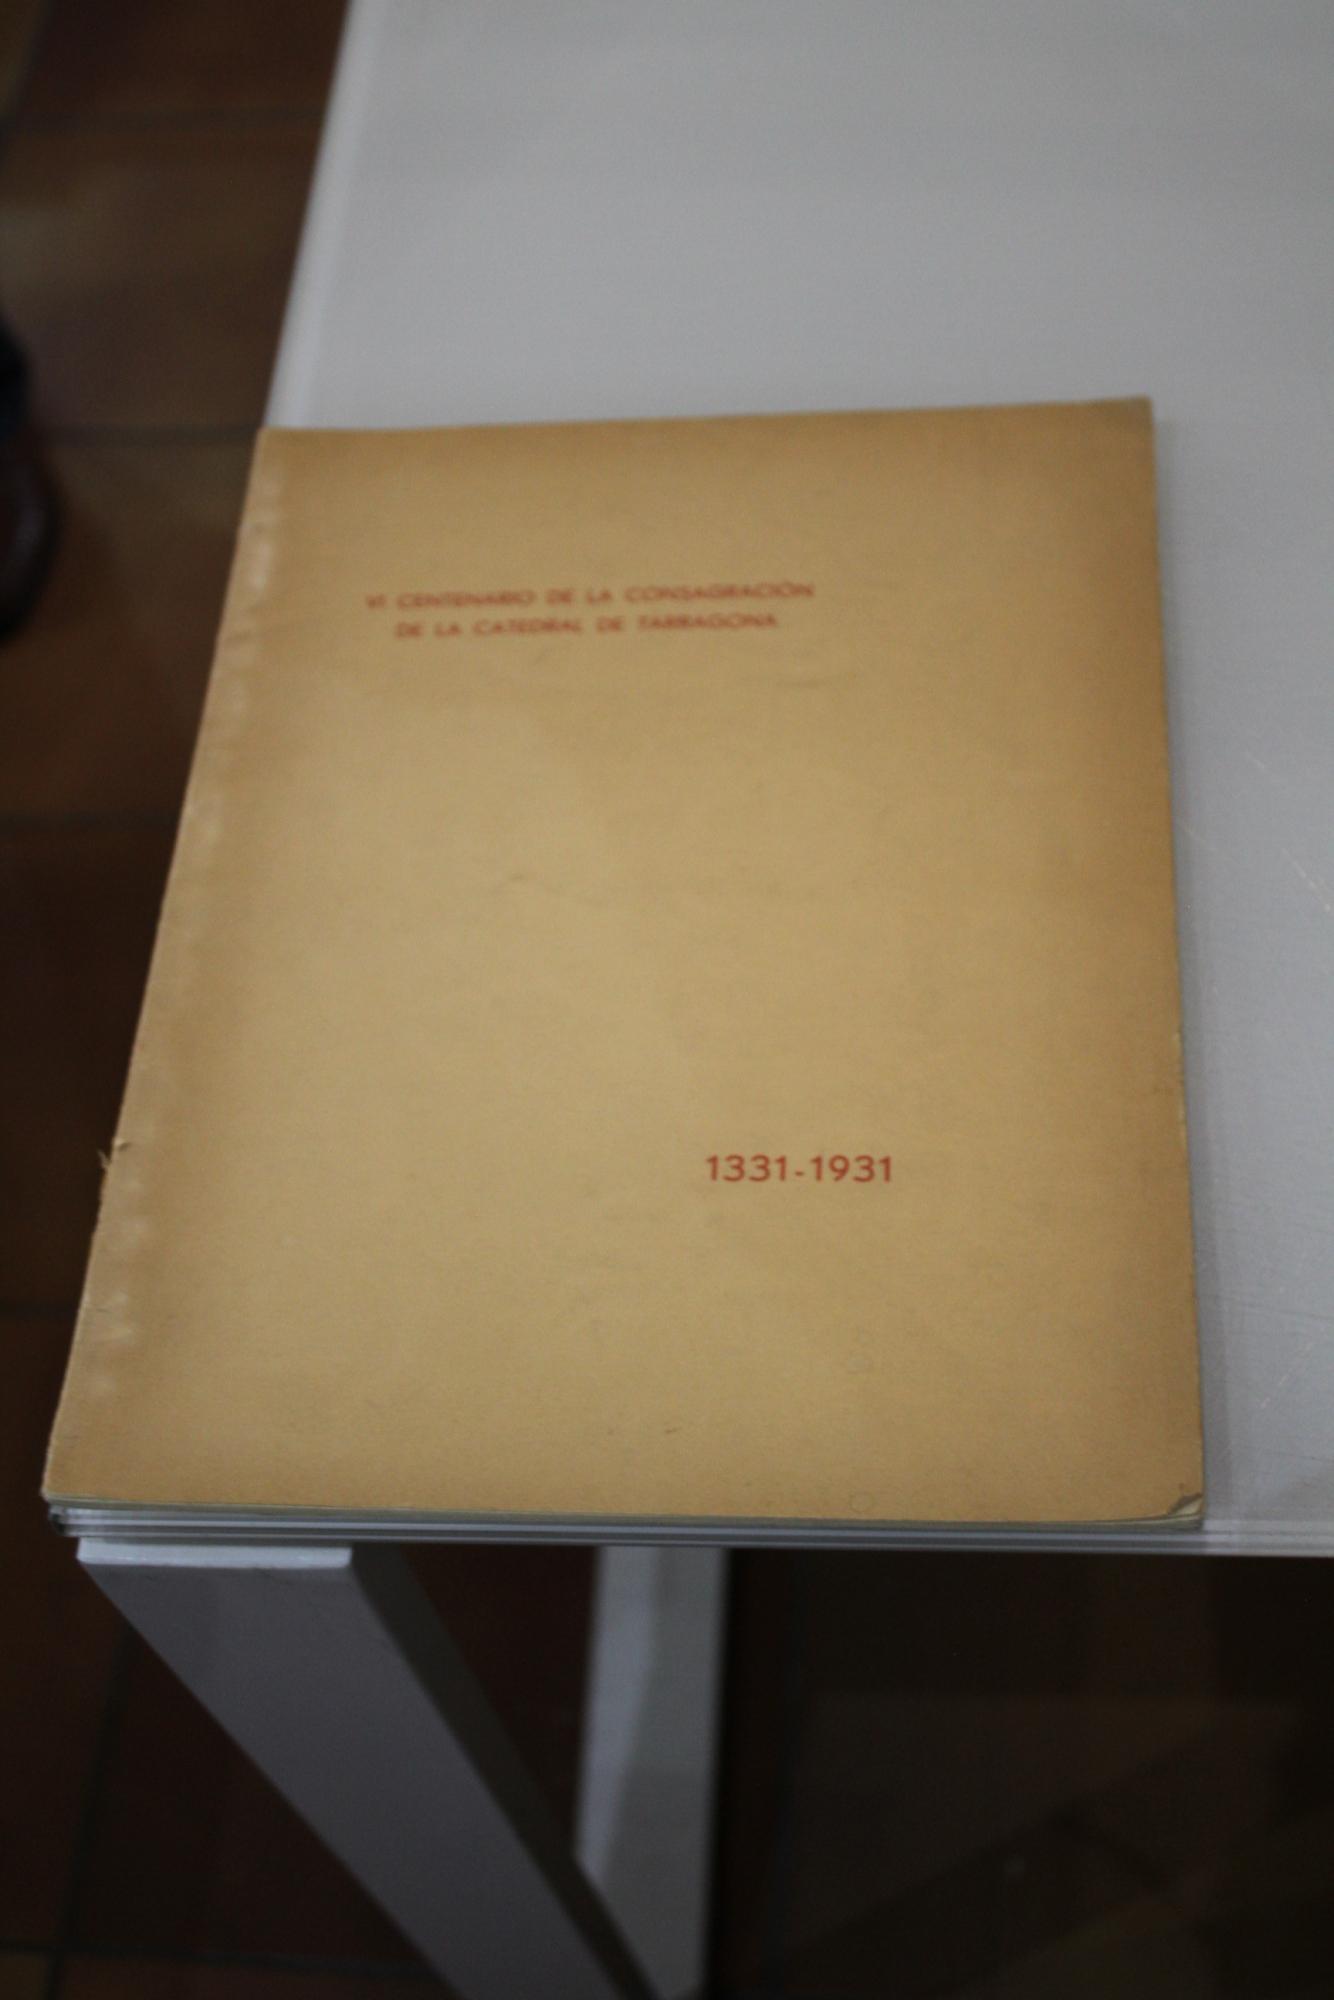 VI CENTENARIO DE LA CONSAGRACIÓN
DE LA CATEDRAL DE TARRAGONA
1331-1931